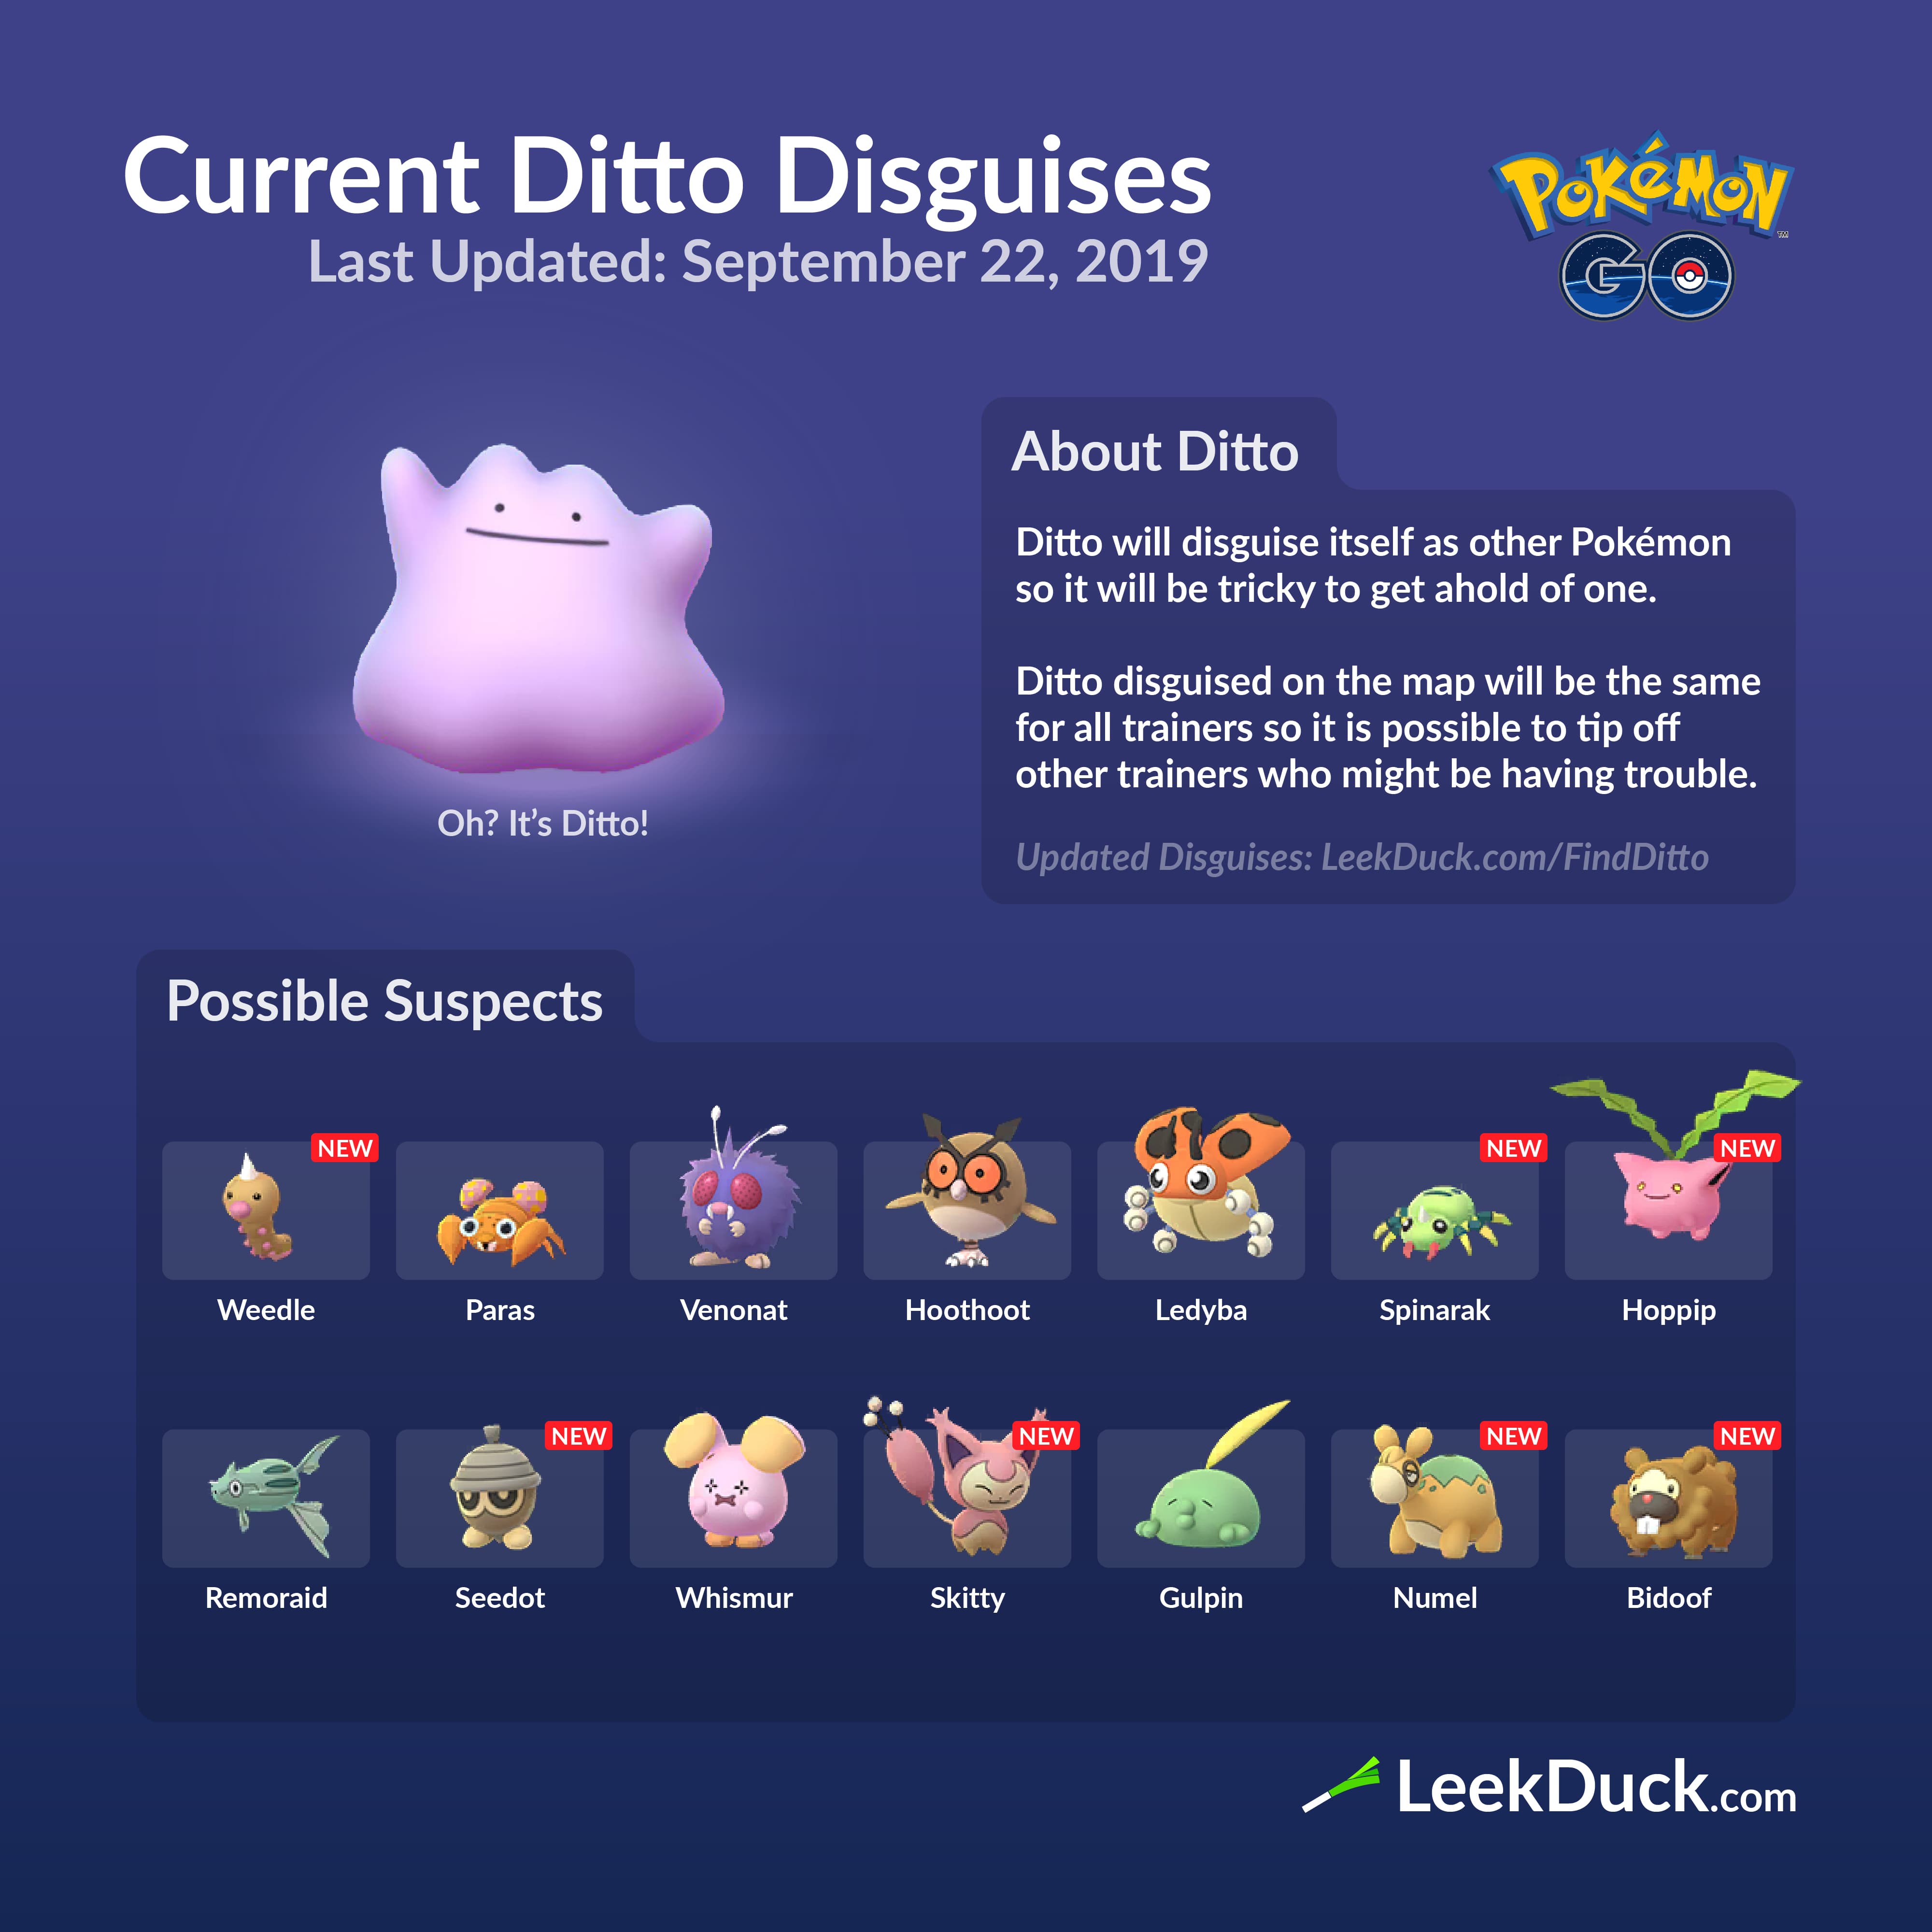 Current Ditto Disguises
Last Updated: September 22, 2019
POKéMON
TM
GO
Oh? It’s Ditto!
About Ditto
Ditto will disguise itself as other Pokémon
so it will be tricky to get ahold of one.
Ditto disguised on the map will be the same
for all trainers so it is possible to tip off
other trainers who might be having trouble.
Updated Disguises: LeekDuck.com/FindDitto
Possible Suspects
NEW
NEW
NEW
Weedle
Paras
Venonat
Hoothoot
Ledyba
Spinarak
Hoppip
NEW
NEW
NEW
NEW
Remoraid
Seedot
Whismur
Skitty
Gulpin
Numel
Bidoof
LeekDuck.com